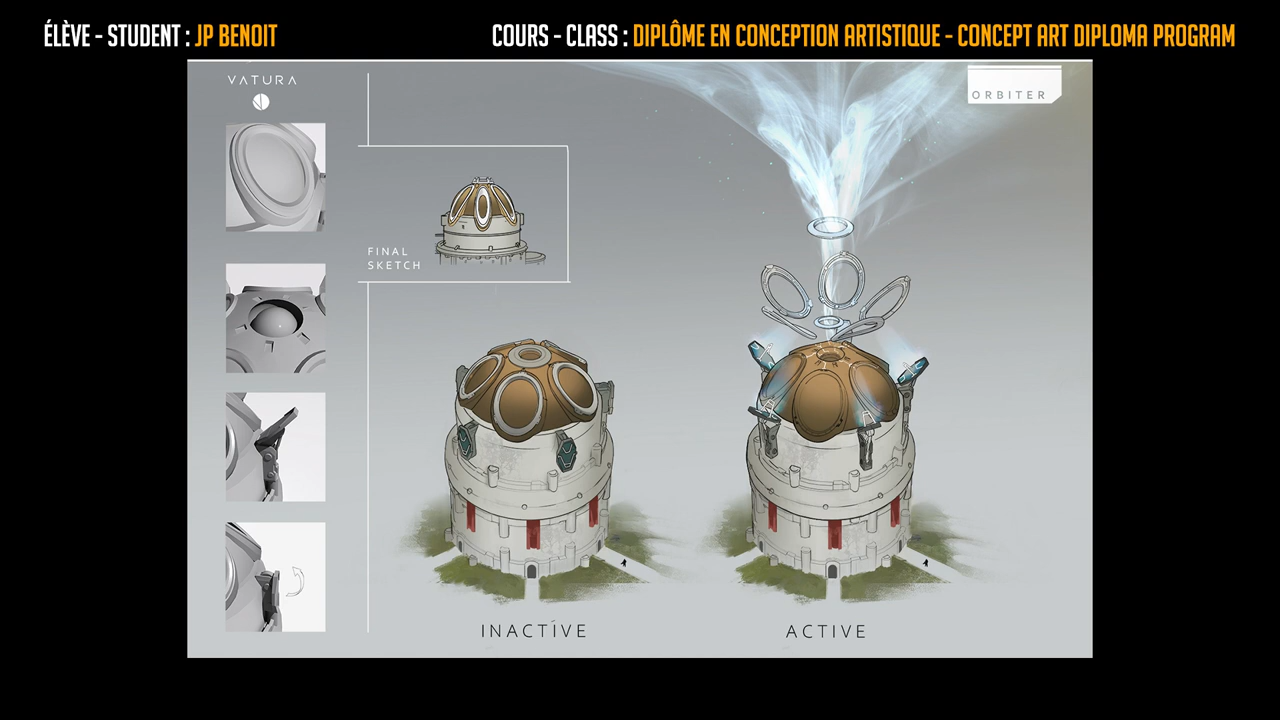 ÉLÈVE - STUDENT : JP BENOIT
COURS - CLASS : DIPLÔME EN CONCEPTION ARTISTIQUE - CONCEPT ART DIPLOMA PROGRAM
VATURA
ORBITER
FINAL
SKETCH
INACTÍVE
ACTIVE